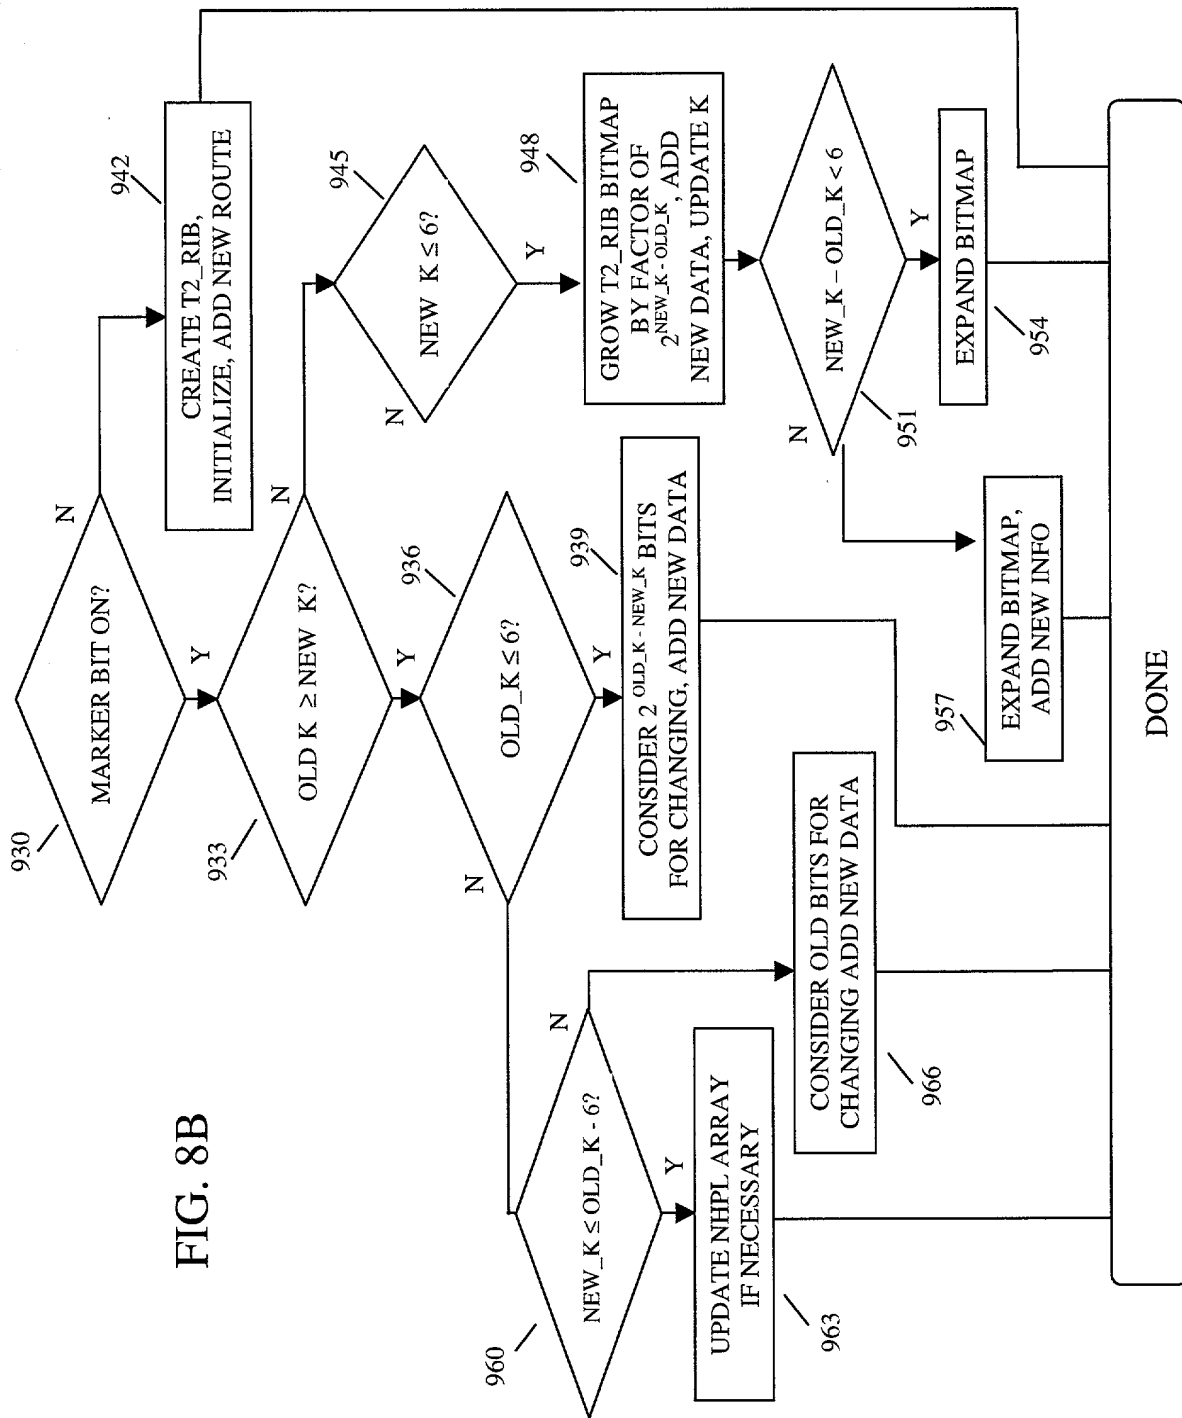 FIG. 8B
930
MARKER BIT ON?
N
Y
942
CREATE T2_RIB,
INITIALIZE, ADD NEW ROUTE
933
OLD K ≥ NEW K?
N
Y
945
NEW K ≤ 6?
N
Y
936
OLD_K ≤ 6?
N
Y
948
GROW T2_RIB BITMAP
BY FACTOR OF
2^NEW_K - OLD_K, ADD
NEW DATA, UPDATE K
960
NEW_K ≤ OLD_K - 6?
N
Y
939
CONSIDER 2^OLD_K - NEW_K BITS
FOR CHANGING, ADD NEW DATA
951
NEW_K – OLD_K < 6
N
Y
963
UPDATE NHPL ARRAY
IF NECESSARY
966
CONSIDER OLD BITS FOR
CHANGING ADD NEW DATA
954
EXPAND BITMAP
957
EXPAND BITMAP,
ADD NEW INFO
DONE